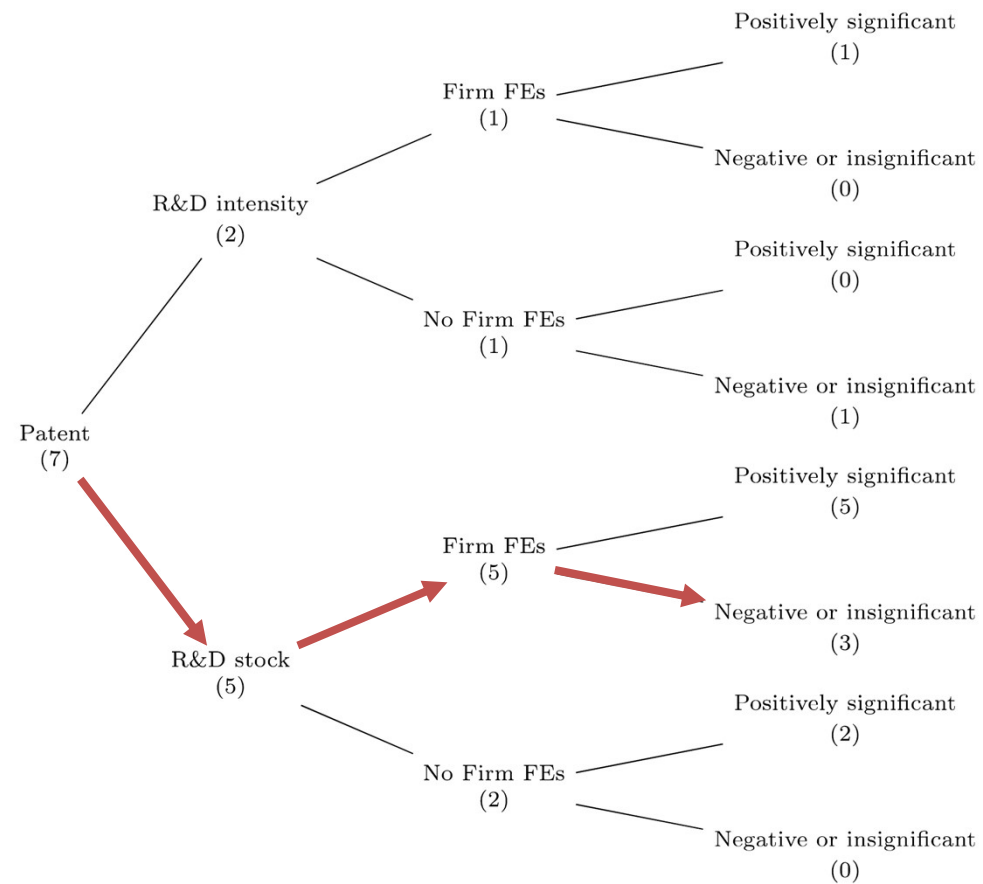 Positively significant
(1)
Firm FEs
(1)
Negative or insignificant
(0)
R&D intensity
(2)
Positively significant
(0)
No Firm FEs
(1)
Negative or insignificant
(1)
Patent
(7)
Positively significant
(5)
Firm FEs
(5)
Negative or insignificant
(3)
R&D stock
(5)
Positively significant
(2)
No Firm FEs
(2)
Negative or insignificant
(0)